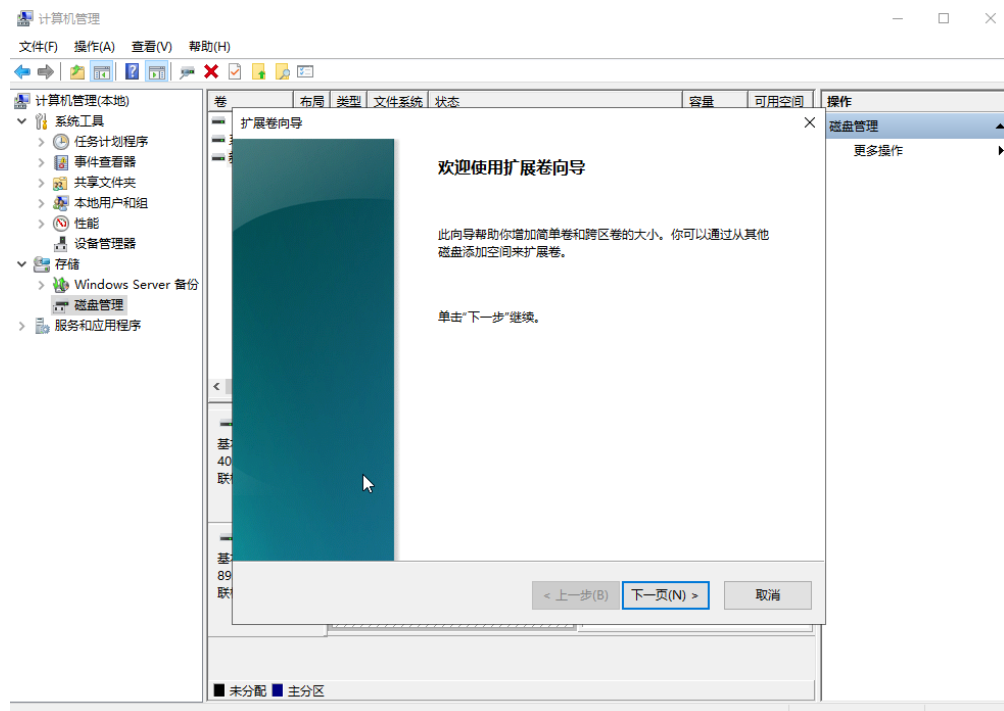 计算机管理
文件(F) 操作(A) 查看(V) 帮助(H)
计算机管理(本地)
系统工具
任务计划程序
事件查看器
共享文件夹
本地用户和组
性能
设备管理器
存储
Windows Server 备份
磁盘管理
服务和应用程序
卷 布局 类型 文件系统 状态 容量 可用空间
扩展卷向导
欢迎使用扩展卷向导
此向导帮助你增加简单卷和跨区卷的大小。你可以通过从其他
磁盘添加空间来扩展卷。
单击"下一步"继续。
< 上一步(B) 下一页(N) > 取消
基
40
联
基
89
联
未分配 主分区
操作
磁盘管理
更多操作